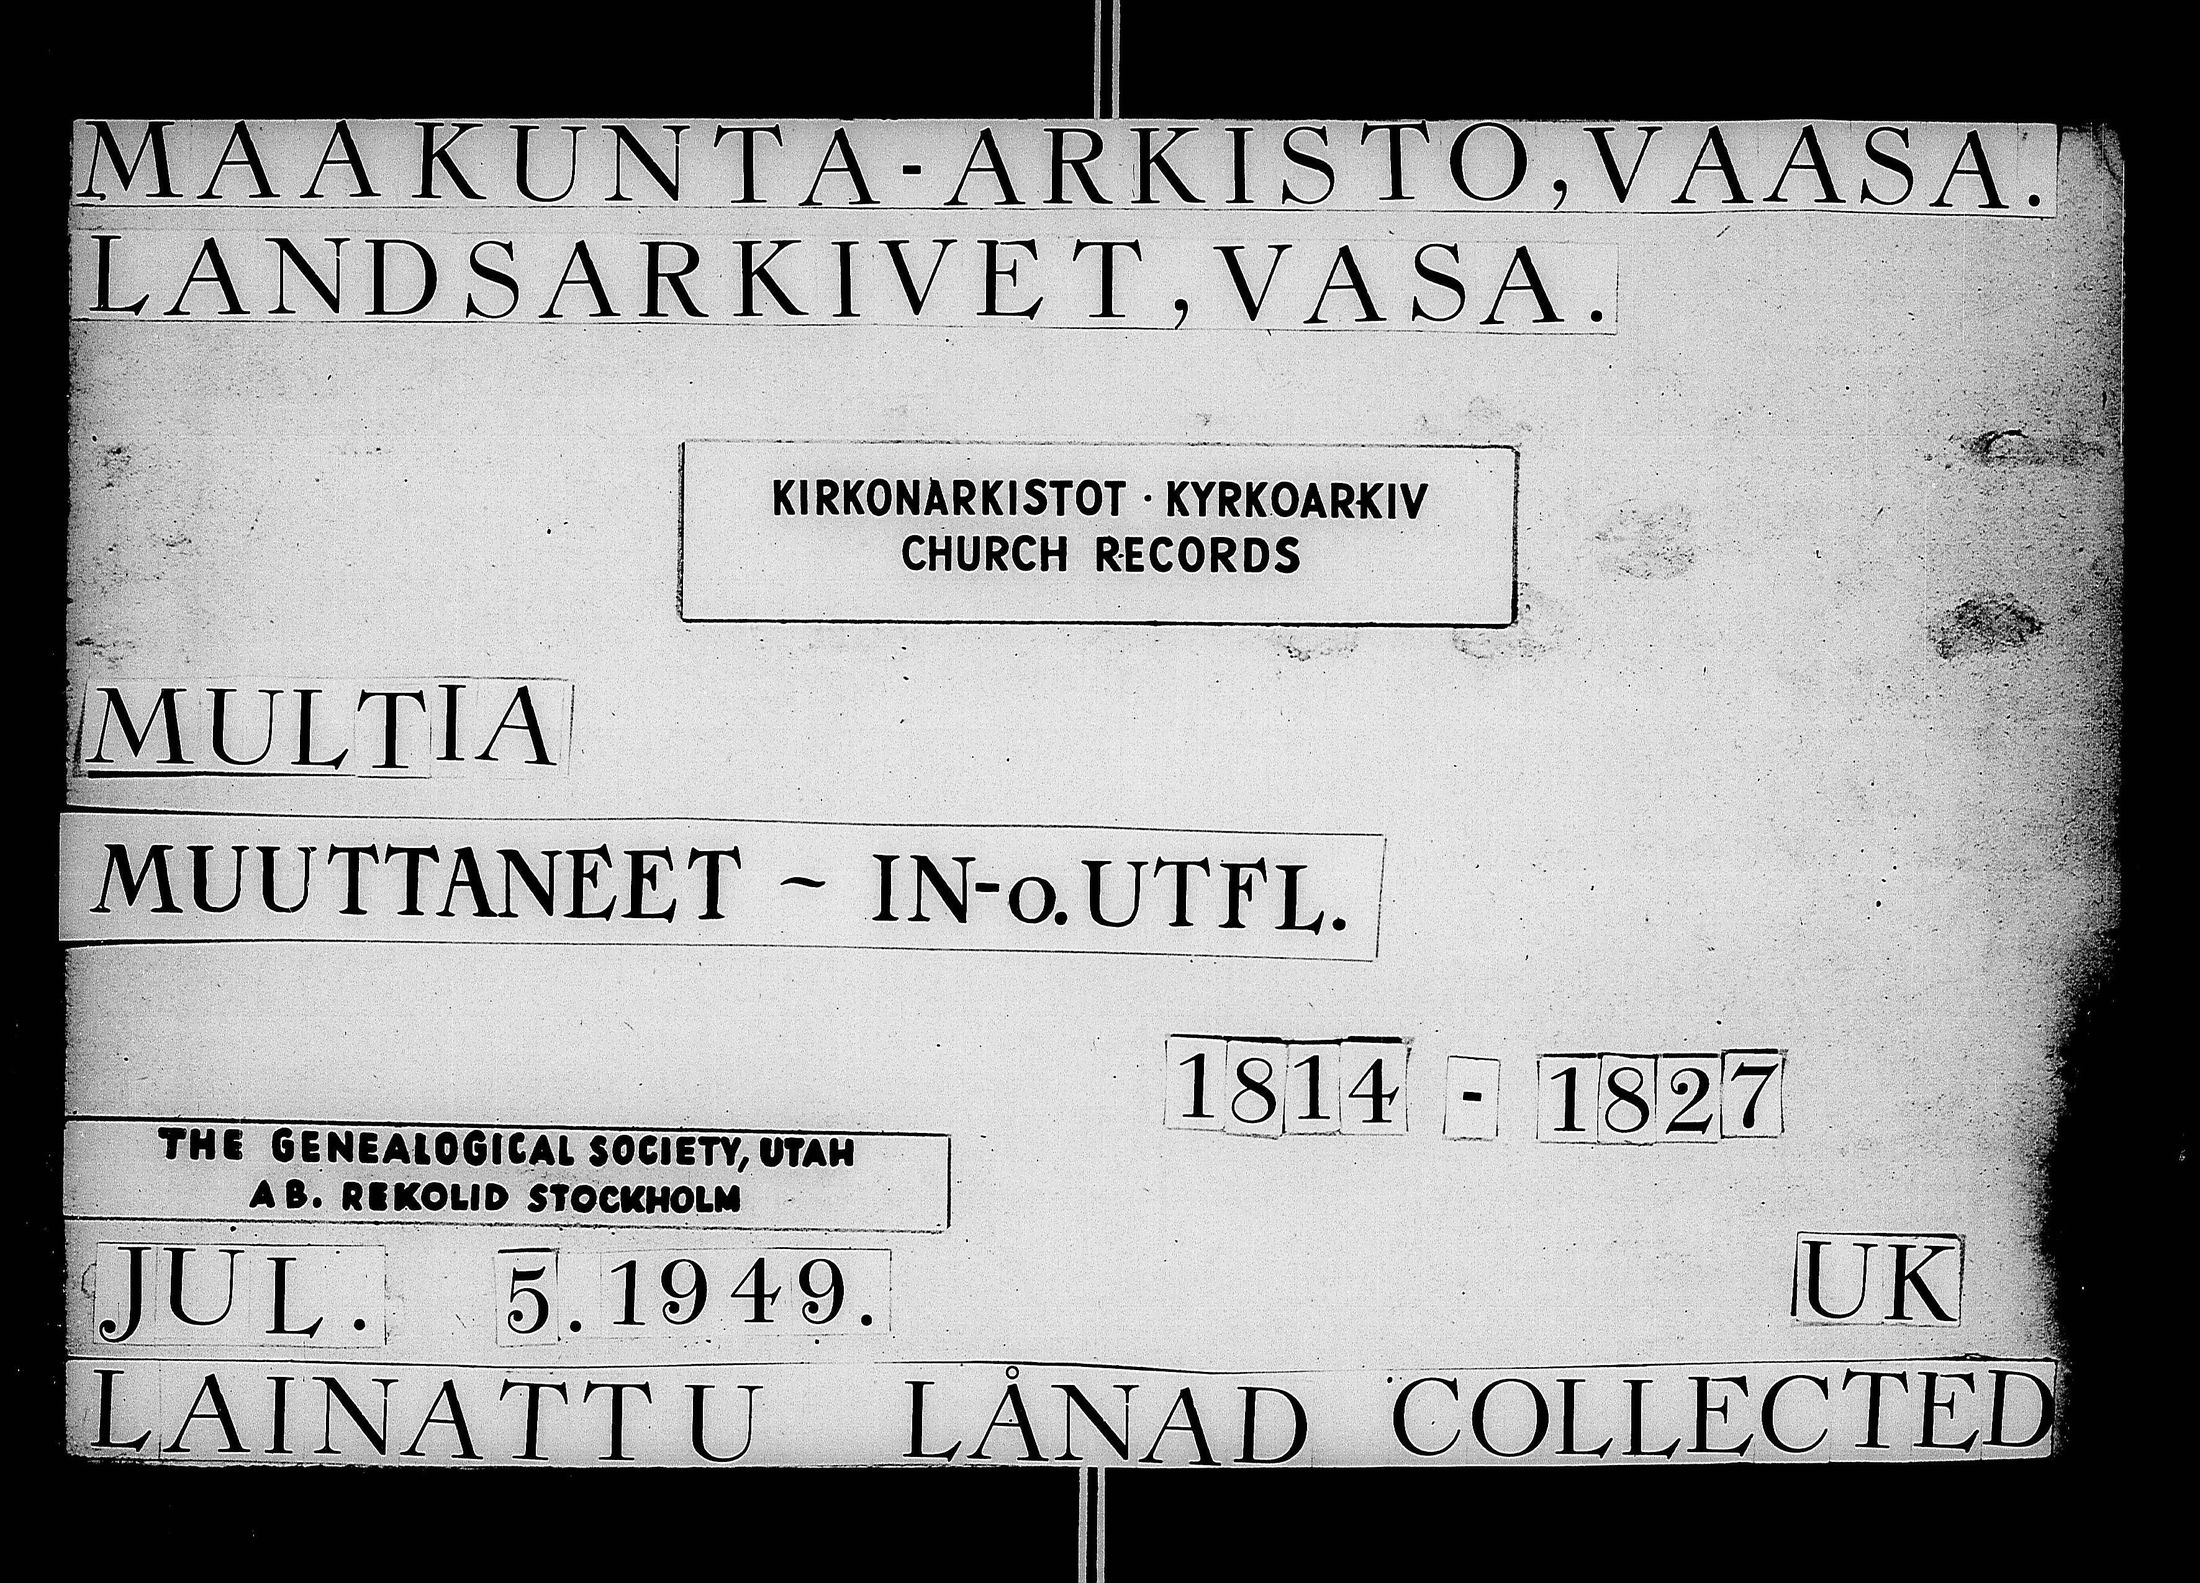 MAAKUNTA-ARKISTO, VAASA.
LANDSARKIVET, VASA.
KIRKONARKISTOT · KYRKOARKIV
CHURCH RECORDS
MULTIA
MUUTTANEET ~ IN-o. UTFL.
1814 - 1827
THE GENEALOGICAL SOCIETY, UTAH
AB. REKOLID STOCKHOLM
JUL. 5. 1949.
UK
LAINATTU LÅNAD COLLECTED